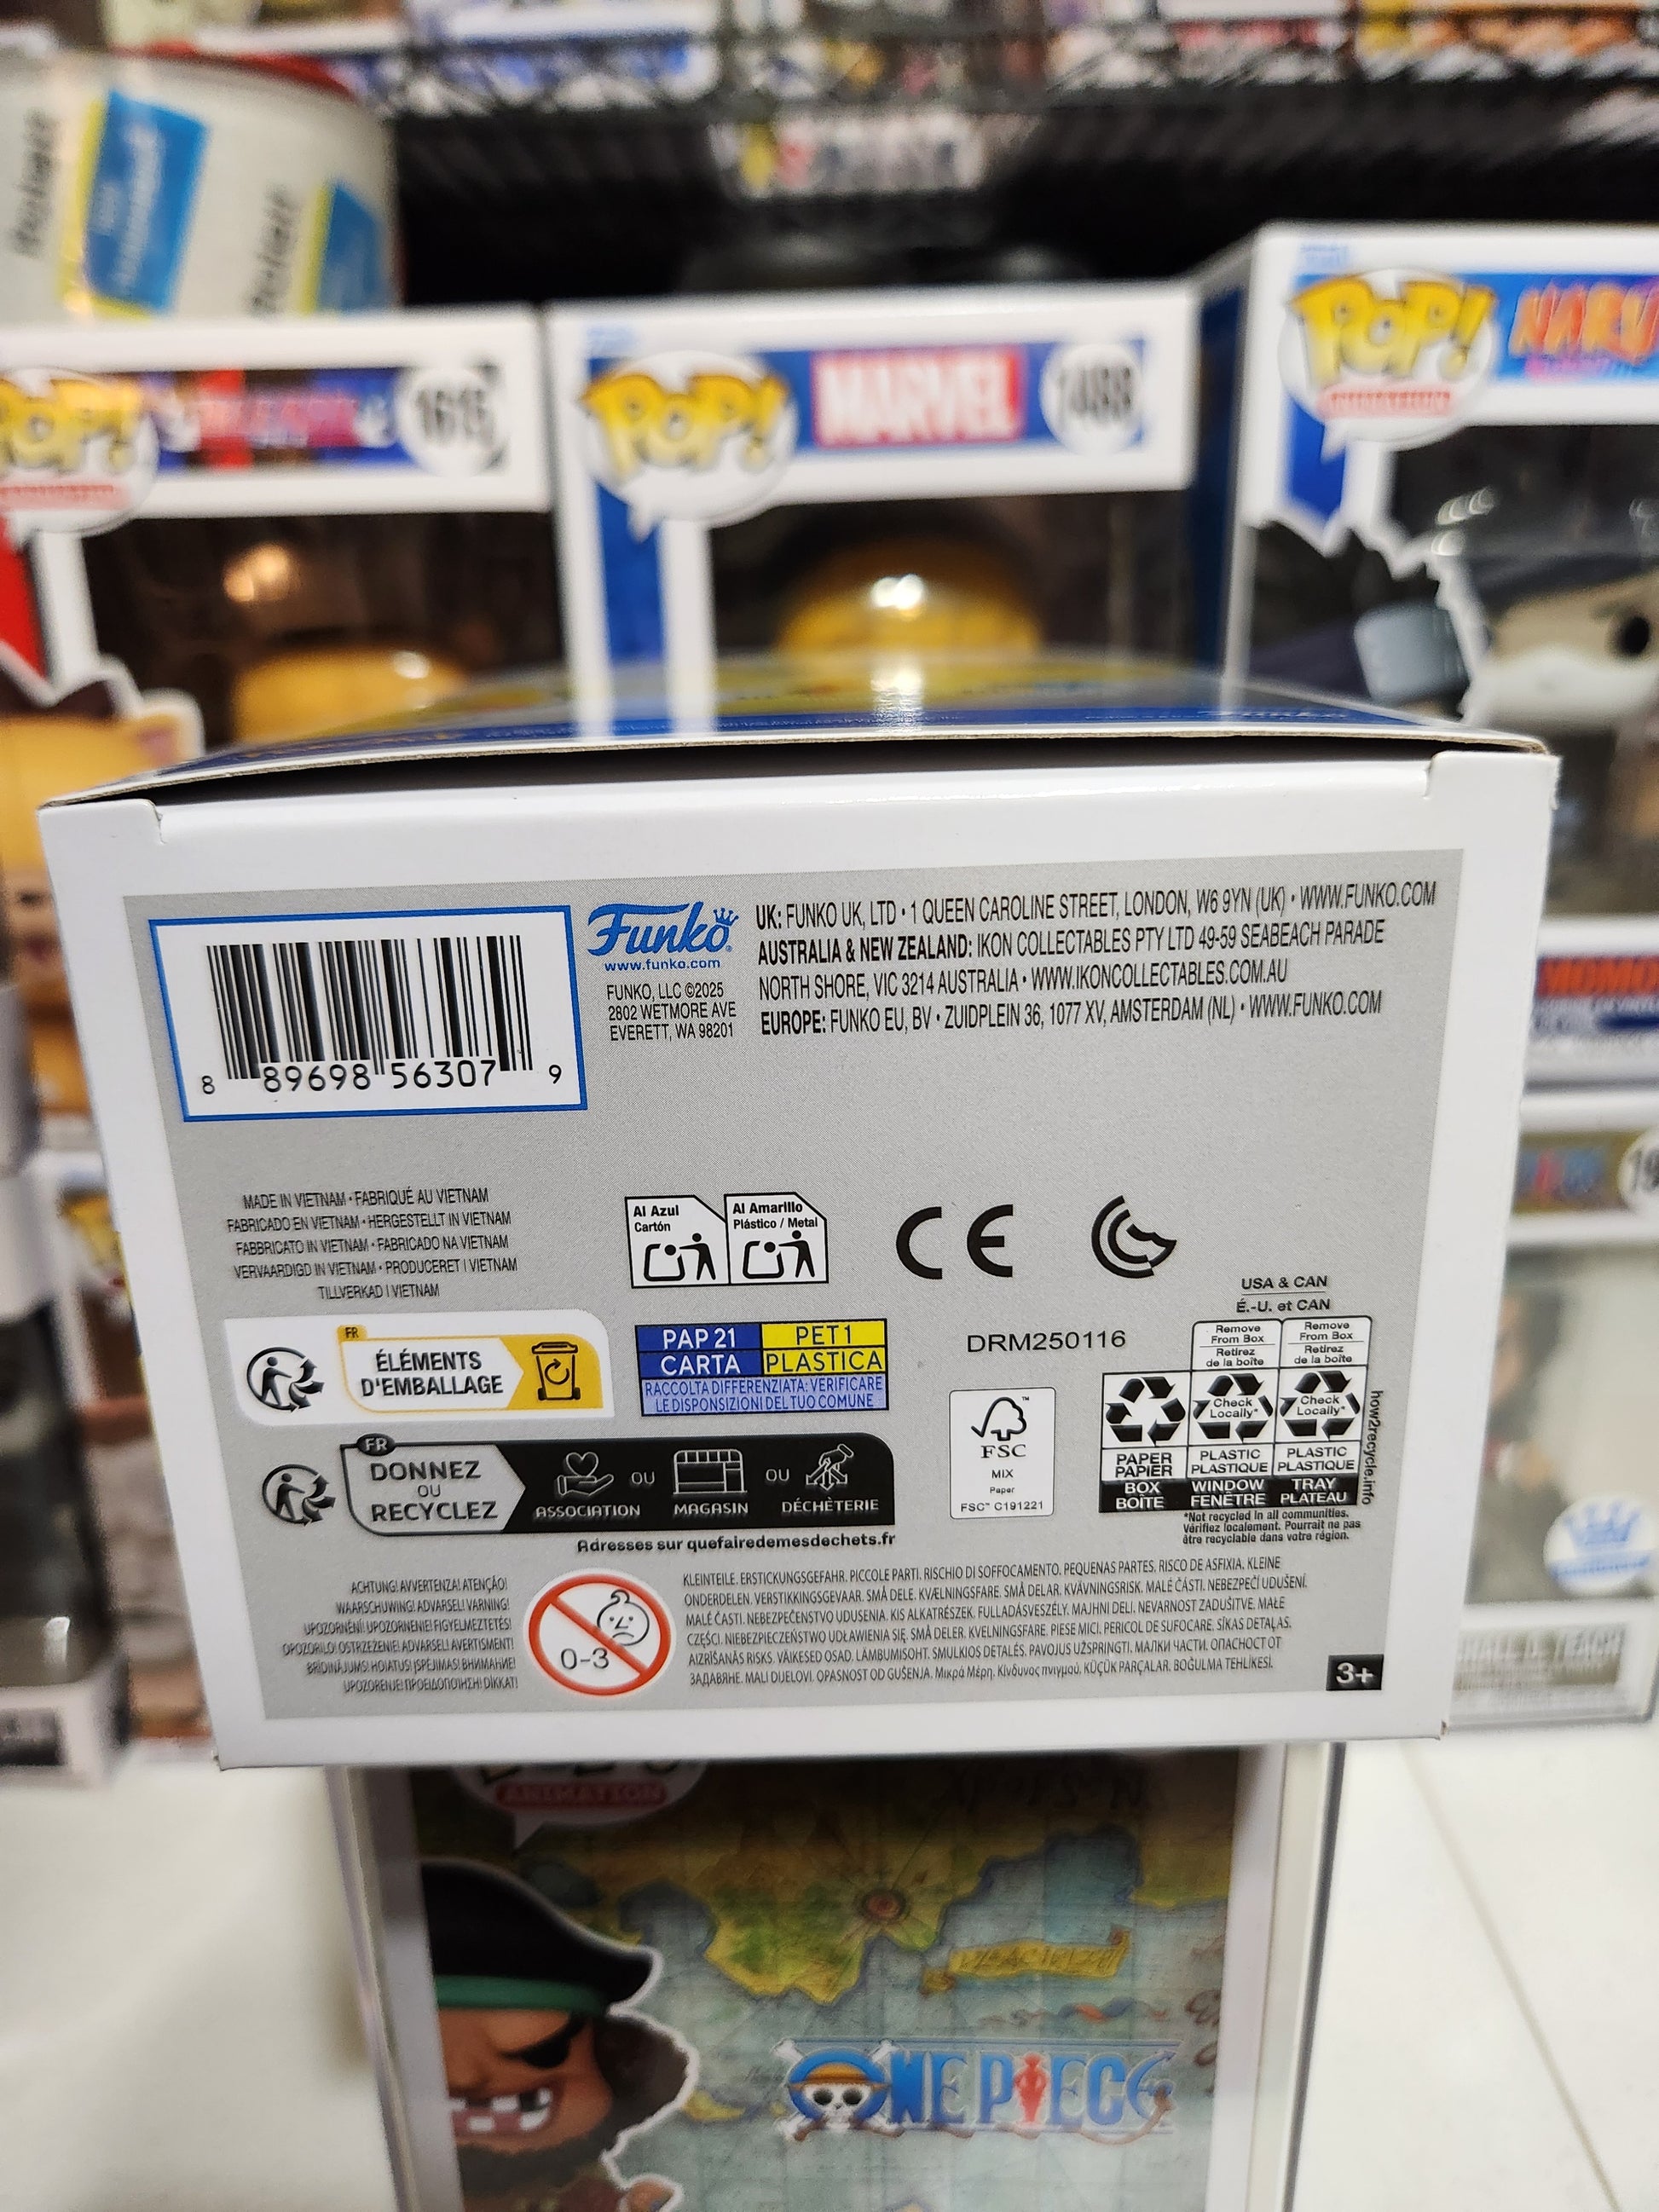 POP!
1615
POP!
MARVEL
1488
POP!
ANIMATION
8 89698 56307 9
Funko
www.funko.com
FUNKO, LLC ©2025
2802 WETMORE AVE
EVERETT, WA 98201
UK: FUNKO UK, LTD • 1 QUEEN CAROLINE STREET, LONDON, W6 9YN (UK) • WWW.FUNKO.COM
AUSTRALIA & NEW ZEALAND: IKON COLLECTABLES PTY LTD 49-59 SEABEACH PARADE
NORTH SHORE, VIC 3214 AUSTRALIA • WWW.IKONCOLLECTABLES.COM.AU
EUROPE: FUNKO EU, BV • ZUIDPLEIN 36, 1077 XV, AMSTERDAM (NL) • WWW.FUNKO.COM
MADE IN VIETNAM • FABRIQUÉ AU VIETNAM
FABRICADO EN VIETNAM • HERGESTELLT IN VIETNAM
FABBRICATO IN VIETNAM • FABRICADO NA VIETNAM
VERVAARDIGD IN VIETNAM • PRODUCERET I VIETNAM
TILLVERKAD I VIETNAM
Al Azul
Cartón
Al Amarillo
Plástico / Metal
CE
FR
ÉLÉMENTS
D'EMBALLAGE
PAP 21
CARTA
PET 1
PLASTICA
RACCOLTA DIFFERENZIATA: VERIFICARE
LE DISPOSIZIONI DEL TUO COMUNE
DRM250116
FSC™
MIX
Paper
FSC™ C191221
USA & CAN
É.-U. et CAN
Remove
From Box
Retirez
de la boîte
Remove
From Box
Retirez
de la boîte
Check
Locally*
Check
Locally*
PAPER
PAPIER
PLASTIC
PLASTIQUE
PLASTIC
PLASTIQUE
BOX
BOÎTE
WINDOW
FENÊTRE
TRAY
PLATEAU
how2recycle.info
*Not recycled in all communities.
Vérifiez localement. Pourrait ne pas
être recyclable dans votre région.
FR
DONNEZ
OU
RECYCLEZ
ASSOCIATION
OU
MAGASIN
OU
DÉCHÈTERIE
Adresses sur quefairedemesdechets.fr
ACHTUNG! AVVERTENZA! ATENÇÃO!
WAARSCHUWING! ADVARSEL! VARNING!
UPOZORNĚNÍ! UPOZORNENIE! FIGYELMEZTETÉS!
OPOZORILO! OSTRZEŻENIE! ADVARSEL! AVERTISMENT!
BRĪDINĀJUMS! HOIATUS! ĮSPĖJIMAS! ВНИМАНИЕ!
UPOZORENJE! ΠΡΟΕΙΔΟΠΟΙΗΣΗ! DİKKAT!
0-3
KLEINTEILE. ERSTICKUNGSGEFAHR. PICCOLE PARTI. RISCHIO DI SOFFOCAMENTO. PEQUENAS PARTES. RISCO DE ASFIXIA. KLEINE
ONDERDELEN. VERSTIKKINGSGEVAAR. SMÅ DELE. KVÆLNINGSFARE. SMÅ DELAR. KVÄVNINGSRISK. MALÉ ČÁSTI. NEBEZPEČÍ UDUŠENÍ.
MALÉ ČASTI. NEBEZPEČENSTVO UDUSENIA. KIS ALKATRÉSZEK. FULLADÁSVESZÉLY. MAJHNI DELI. NEVARNOST ZADUŠITVE. MAŁE
CZĘŚCI. NIEBEZPIECZEŃSTWO UDŁAWIENIA SIĘ. SMÅ DELER. KVELNINGSFARE. PIESE MICI. PERICOL DE SUFOCARE. SĪKAS DETAĻAS.
AIZRĪŠANĀS RISKS. VÄIKESED OSAD. LÄMBUMISOHT. SMULKIOS DETALĖS. PAVOJUS UŽSPRINGTI. МАЛКИ ЧАСТИ. ОПАСНОСТ ОТ
ЗАДАВЯНЕ. MALI DIJELOVI. OPASNOST OD GUŠENJA. Μικρά Μέρη. Κίνδυνος πνιγμού. KÜÇÜK PARÇALAR. BOĞULMA TEHLİKESİ.
3+
ANIMATION
ONE PIECE